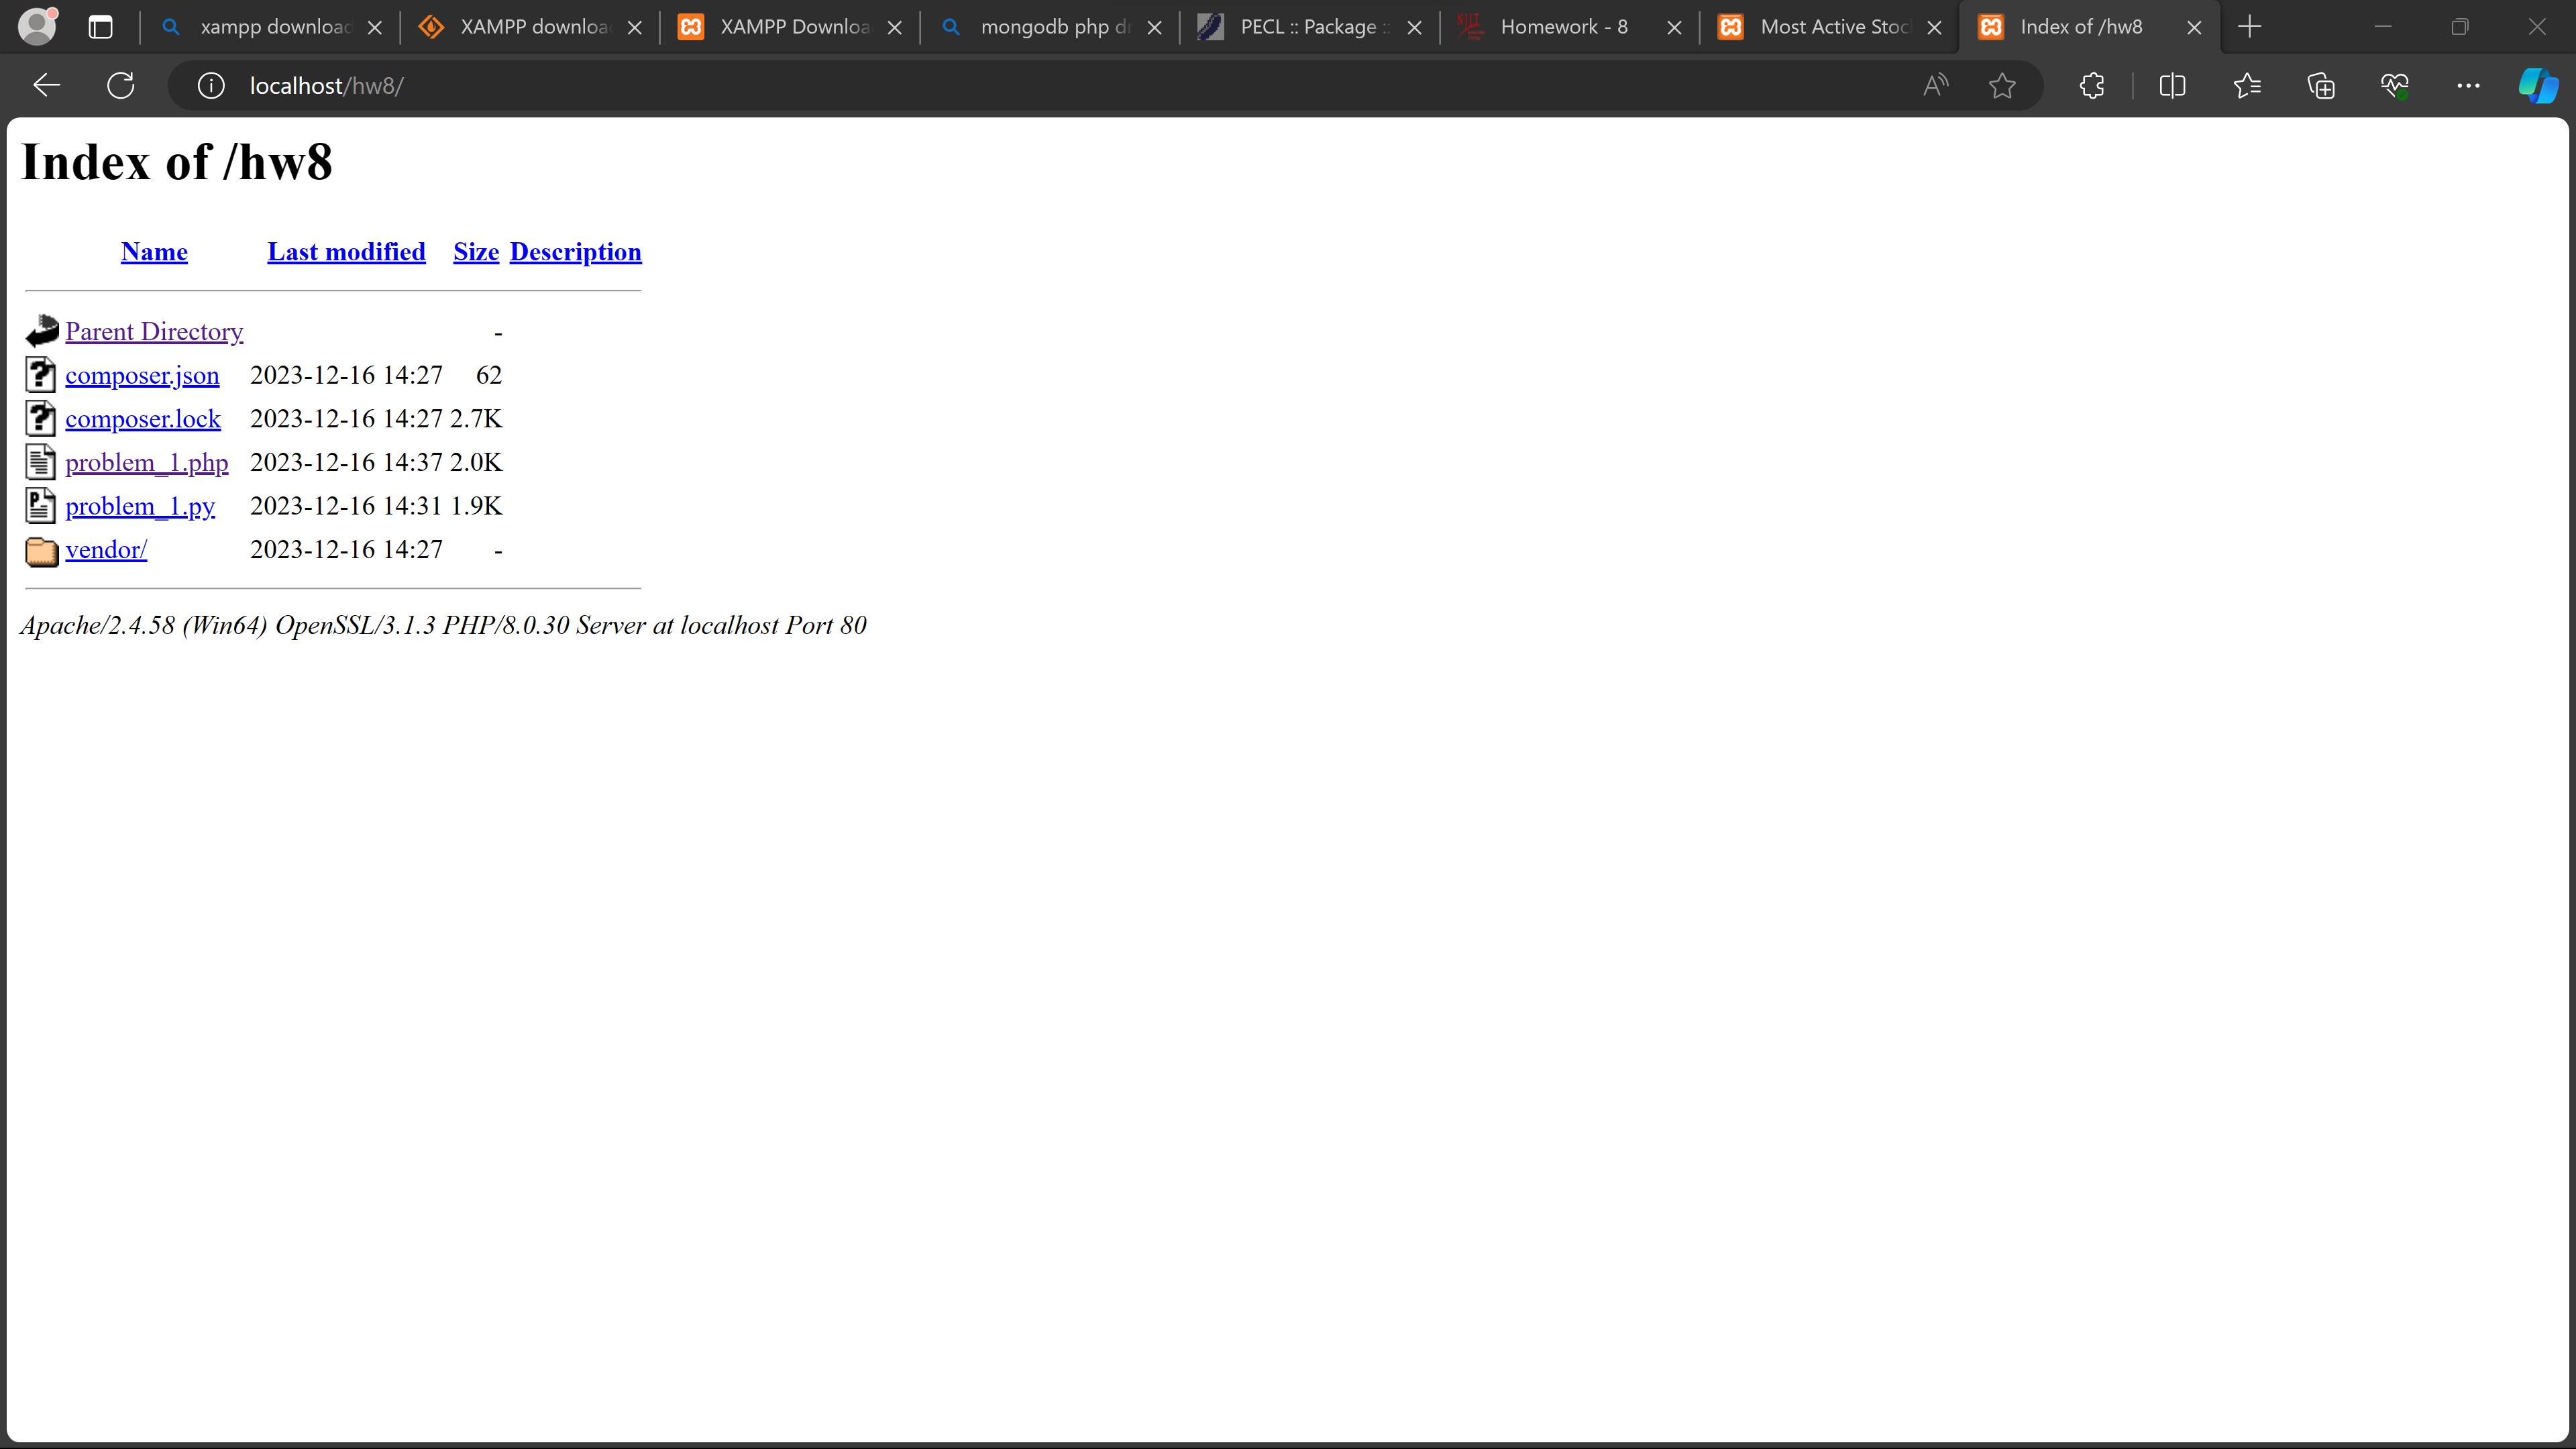 xampp download
XAMPP downloa
XAMPP Downloa
mongodb php d
PECL :: Package ::
Homework - 8
Most Active Stoc
Index of /hw8
localhost/hw8/
Index of /hw8
Name Last modified Size Description
Parent Directory -
composer.json 2023-12-16 14:27 62
composer.lock 2023-12-16 14:27 2.7K
problem_1.php 2023-12-16 14:37 2.0K
problem_1.py 2023-12-16 14:31 1.9K
vendor/ 2023-12-16 14:27 -
Apache/2.4.58 (Win64) OpenSSL/3.1.3 PHP/8.0.30 Server at localhost Port 80